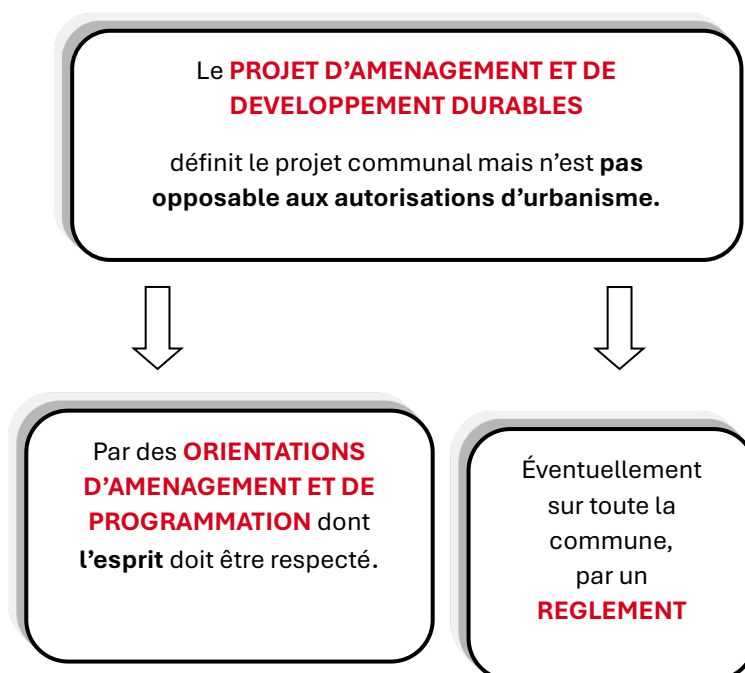 Le PROJET D’AMENAGEMENT ET DE
DEVELOPPEMENT DURABLES
définit le projet communal mais n’est pas
opposable aux autorisations d’urbanisme.
Par des ORIENTATIONS
D’AMENAGEMENT ET DE
PROGRAMMATION dont
l’esprit doit être respecté.
Éventuellement
sur toute la
commune,
par un
REGLEMENT